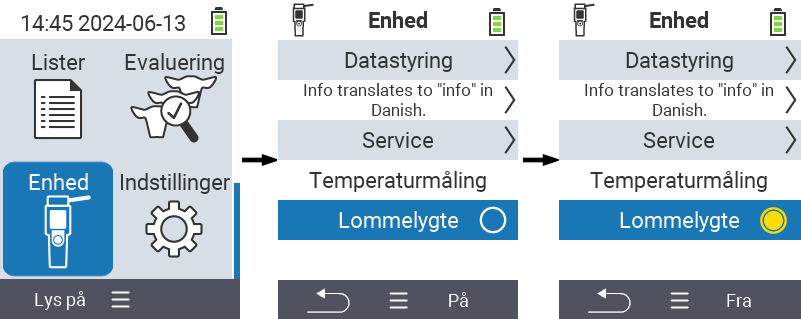 14:45 2024-06-13
Lister
Evaluering
Enhed
Indstillinger
Lys på
Enhed
Datastyring
Info translates to "info" in
Danish.
Service
Temperaturmåling
Lommelygte
På
Enhed
Datastyring
Info translates to "info" in
Danish.
Service
Temperaturmåling
Lommelygte
Fra